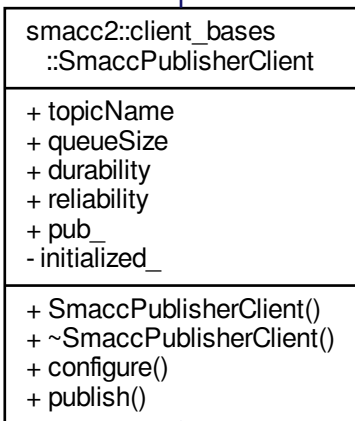 smacc2::client_bases
::SmaccPublisherClient
+ topicName
+ queueSize
+ durability
+ reliability
+ pub_
- initialized_
+ SmaccPublisherClient()
+ ~SmaccPublisherClient()
+ configure()
+ publish()